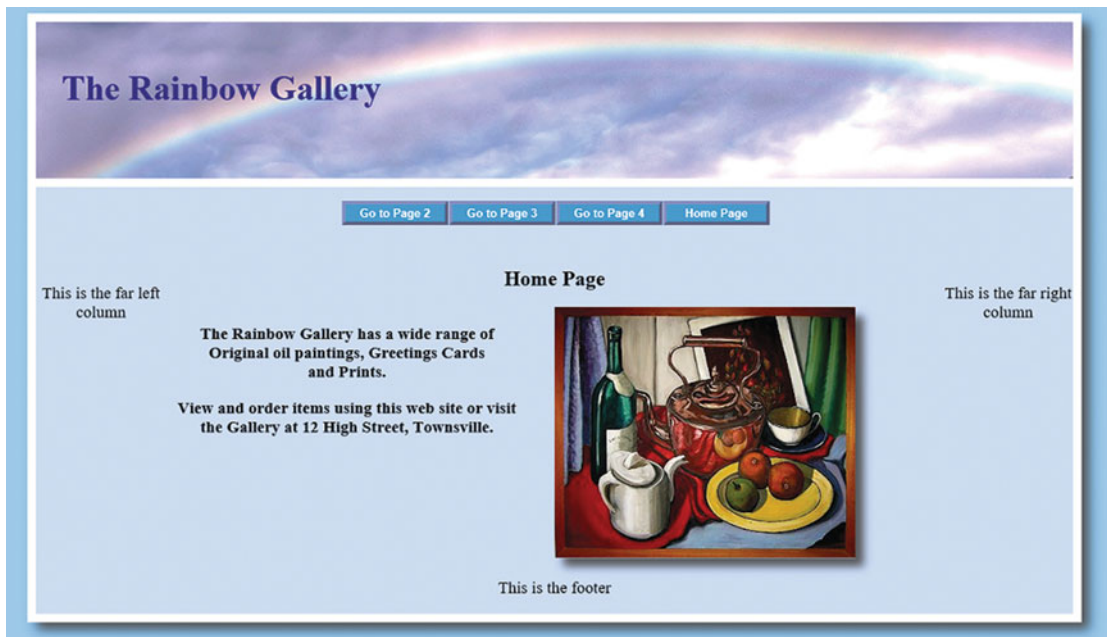 The Rainbow Gallery
Go to Page 2 Go to Page 3 Go to Page 4 Home Page
This is the far left
column
Home Page
The Rainbow Gallery has a wide range of
Original oil paintings, Greetings Cards
and Prints.
View and order items using this web site or visit
the Gallery at 12 High Street, Townsville.
This is the far right
column
This is the footer